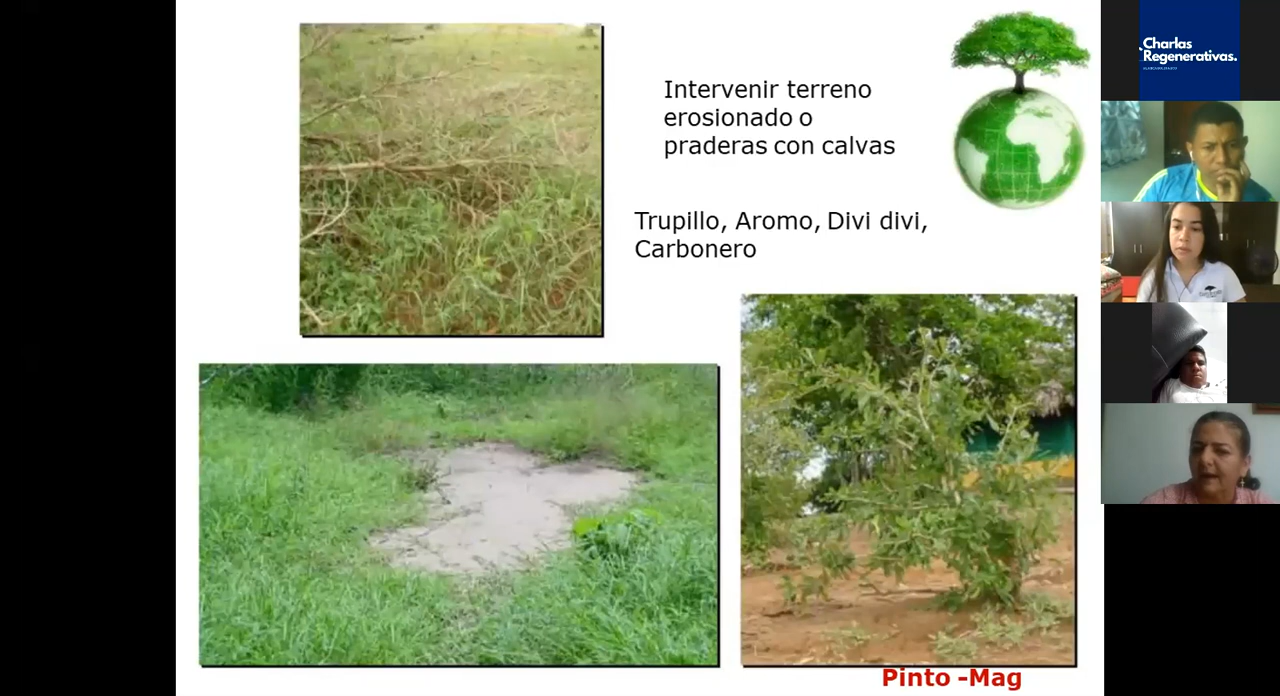 Intervenir terreno
erosionado o
praderas con calvas
Trupillo, Aromo, Divi divi,
Carbonero
Pinto -Mag
Charlas
Regenerativas.